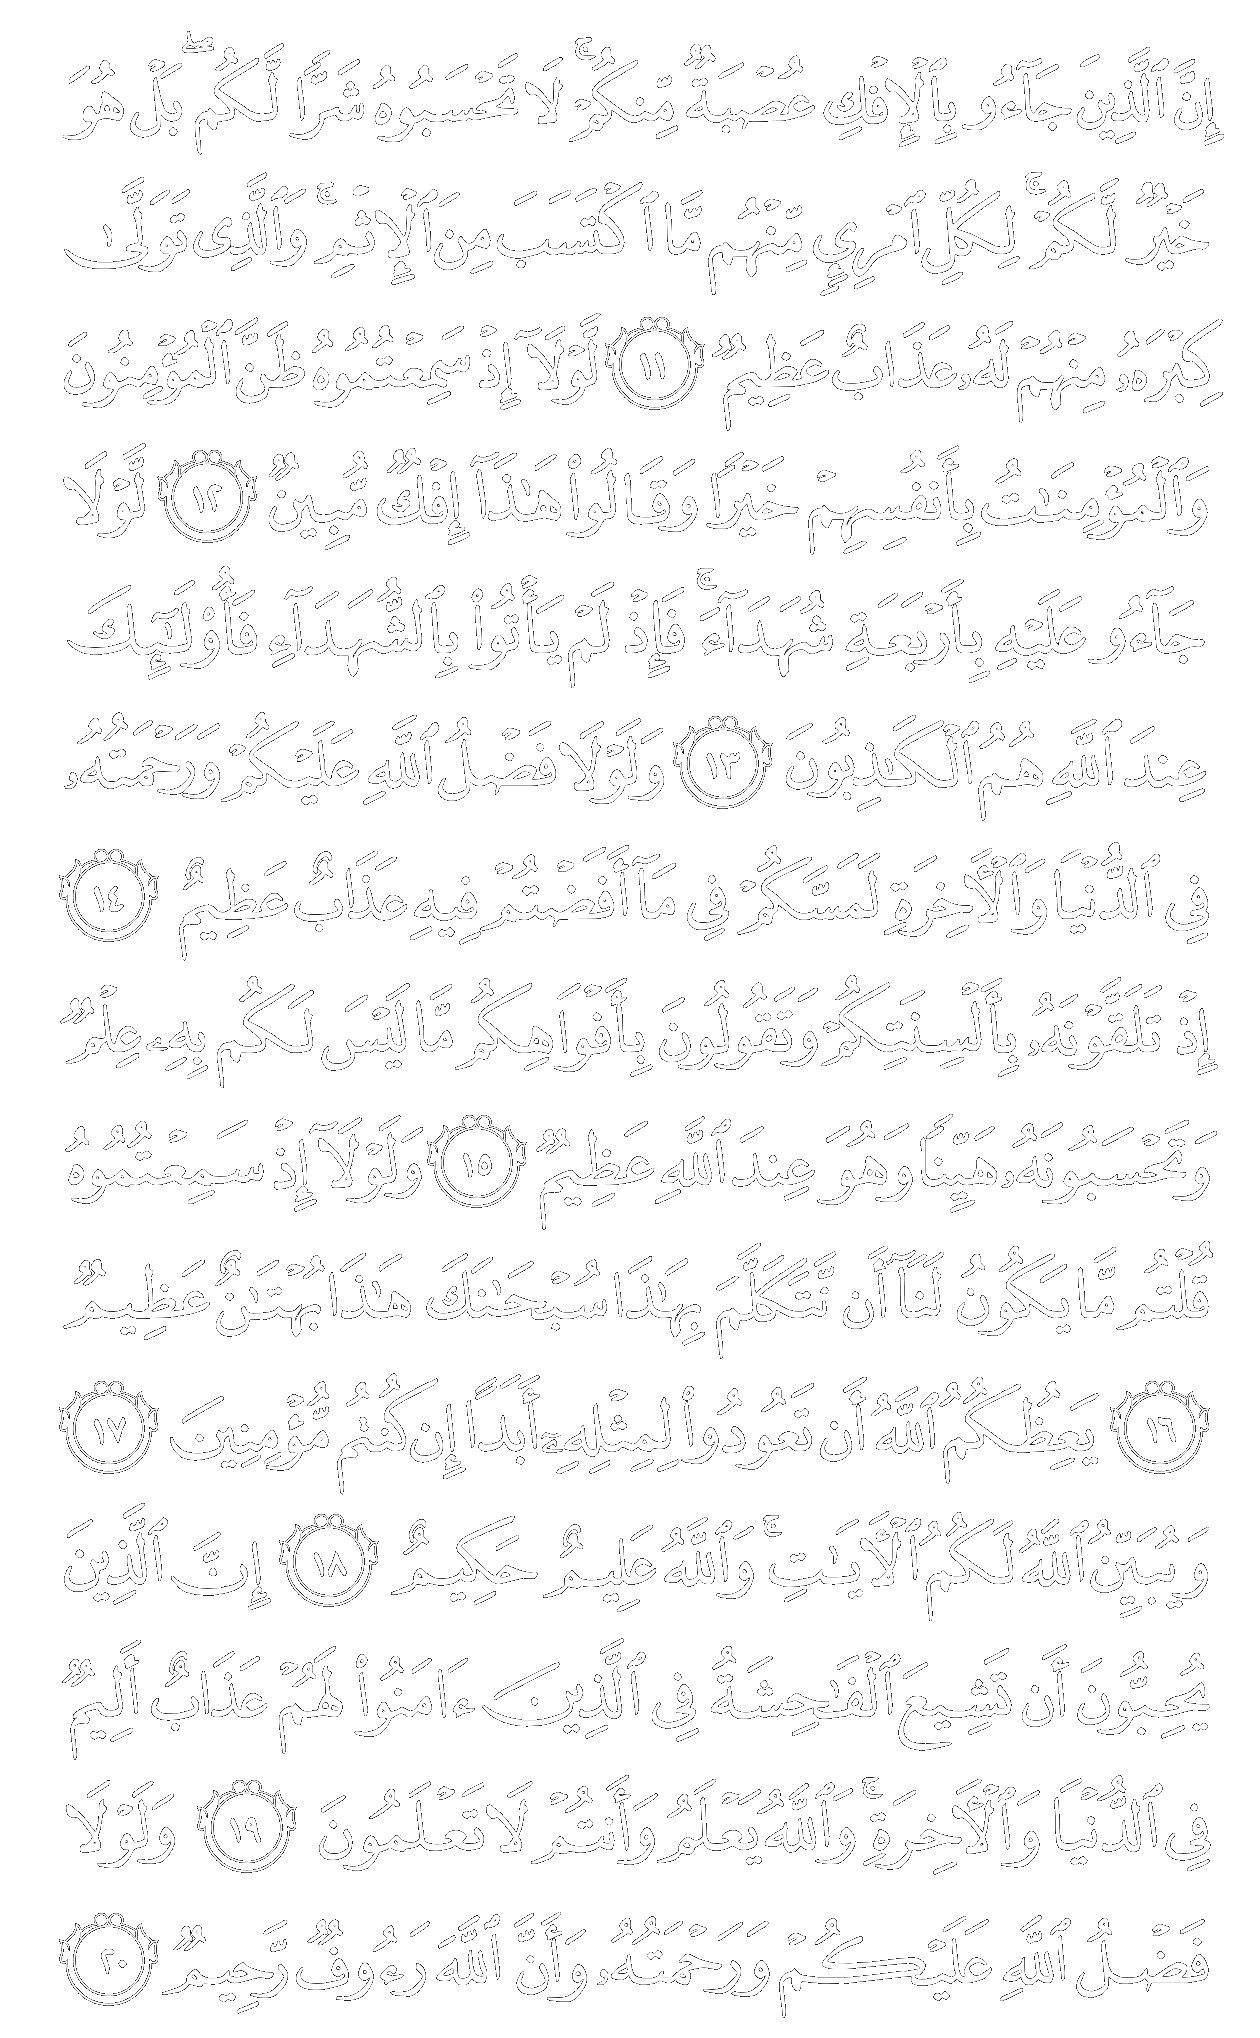 إِنَّ ٱلَّذِينَ جَآءُو بِٱلۡإِفۡكِ عُصۡبَةٞ مِّنكُمۡۚ لَا تَحۡسَبُوهُ شَرّٗا لَّكُمۖ بَلۡ هُوَ
خَيۡرٞ لَّكُمۡۚ لِكُلِّ ٱمۡرِيٕٖ مِّنۡهُم مَّا ٱكۡتَسَبَ مِنَ ٱلۡإِثۡمِۚ وَٱلَّذِي تَوَلَّىٰ
كِبۡرَهُۥ مِنۡهُمۡ لَهُۥ عَذَابٌ عَظِيمٞ ١١ لَّوۡلَآ إِذۡ سَمِعۡتُمُوهُ ظَنَّ ٱلۡمُؤۡمِنُونَ
وَٱلۡمُؤۡمِنَٰتُ بِأَنفُسِهِمۡ خَيۡرٗا وَقَالُواْ هَٰذَآ إِفۡكٞ مُّبِينٞ ١٢ لَّوۡلَا
جَآءُو عَلَيۡهِ بِأَرۡبَعَةِ شُهَدَآءَۚ فَإِذۡ لَمۡ يَأۡتُواْ بِٱلشُّهَدَآءِ فَأُوْلَٰٓئِكَ
عِندَ ٱللَّهِ هُمُ ٱلۡكَٰذِبُونَ ١٣ وَلَوۡلَا فَضۡلُ ٱللَّهِ عَلَيۡكُمۡ وَرَحۡمَتُهُۥ
فِي ٱلدُّنۡيَا وَٱلۡأٓخِرَةِ لَمَسَّكُمۡ فِي مَآ أَفَضۡتُمۡ فِيهِ عَذَابٌ عَظِيمٌ ١٤
إِذۡ تَلَقَّوۡنَهُۥ بِأَلۡسِنَتِكُمۡ وَتَقُولُونَ بِأَفۡوَاهِكُم مَّا لَيۡسَ لَكُم بِهِۦ عِلۡمٞ
وَتَحۡسَبُونَهُۥ هَيِّنٗا وَهُوَ عِندَ ٱللَّهِ عَظِيمٞ ١٥ وَلَوۡلَآ إِذۡ سَمِعۡتُمُوهُ
قُلۡتُم مَّا يَكُونُ لَنَآ أَن نَّتَكَلَّمَ بِهَٰذَا سُبۡحَٰنَكَ هَٰذَا بُهۡتَٰنٌ عَظِيمٞ
١٦ يَعِظُكُمُ ٱللَّهُ أَن تَعُودُواْ لِمِثۡلِهِۦٓ أَبَدًا إِن كُنتُم مُّؤۡمِنِينَ ١٧
وَيُبَيِّنُ ٱللَّهُ لَكُمُ ٱلۡأٓيَٰتِۚ وَٱللَّهُ عَلِيمٌ حَكِيمٌ ١٨ إِنَّ ٱلَّذِينَ
يُحِبُّونَ أَن تَشِيعَ ٱلۡفَٰحِشَةُ فِي ٱلَّذِينَ ءَامَنُواْ لَهُمۡ عَذَابٌ أَلِيمٞ
فِي ٱلدُّنۡيَا وَٱلۡأٓخِرَةِۚ وَٱللَّهُ يَعۡلَمُ وَأَنتُمۡ لَا تَعۡلَمُونَ ١٩ وَلَوۡلَا
فَضۡلُ ٱللَّهِ عَلَيۡكُمۡ وَرَحۡمَتُهُۥ وَأَنَّ ٱللَّهَ رَءُوفٞ رَّحِيمٞ ٢٠